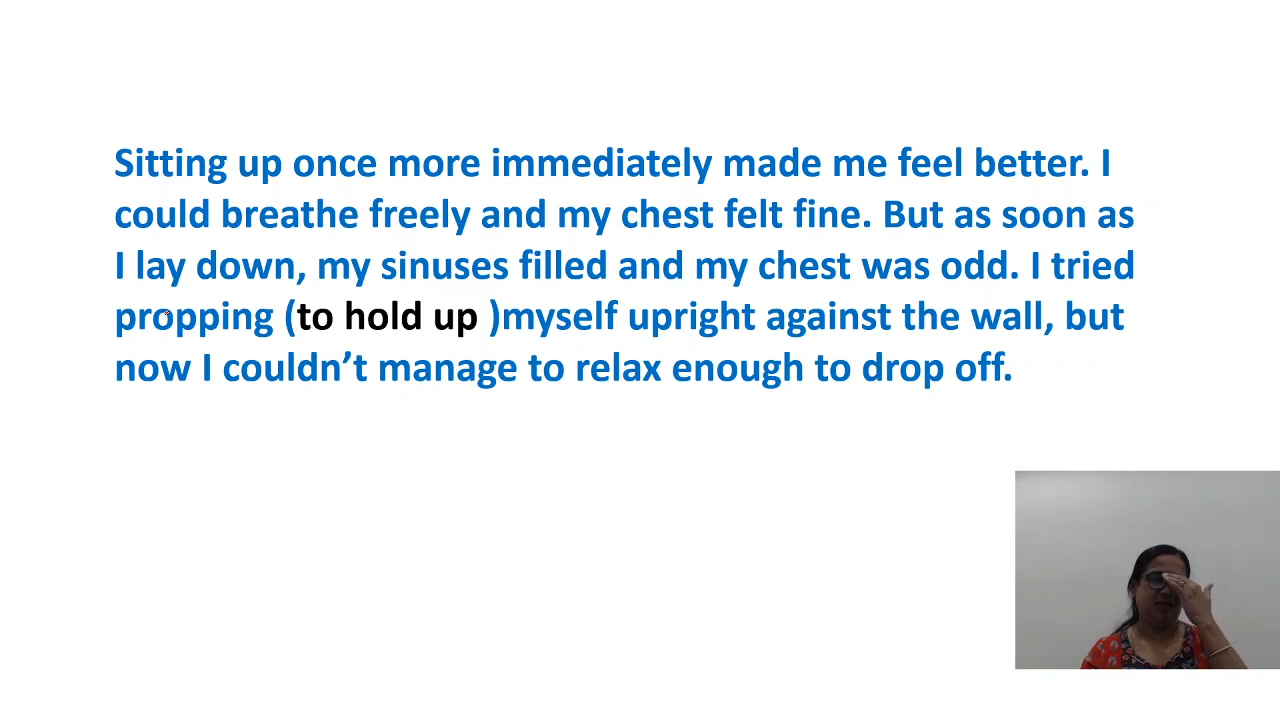 Sitting up once more immediately made me feel better. I
could breathe freely and my chest felt fine. But as soon as
I lay down, my sinuses filled and my chest was odd. I tried
propping (to hold up )myself upright against the wall, but
now I couldn’t manage to relax enough to drop off.